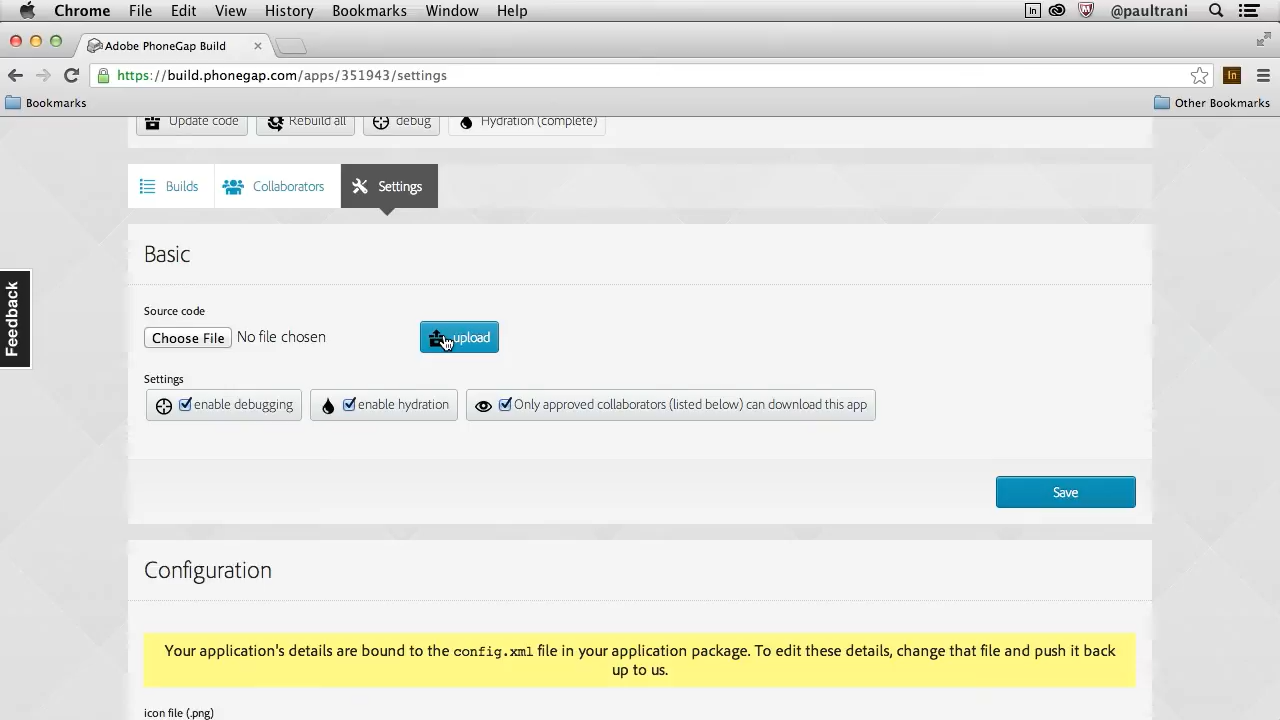 Chrome File Edit View History Bookmarks Window Help @paultrani
Adobe PhoneGap Build
https://build.phonegap.com/apps/351943/settings
Bookmarks Other Bookmarks
Update code Rebuild all debug Hydration (complete)
Builds Collaborators Settings
Basic
Source code
Choose File No file chosen upload
Settings
enable debugging enable hydration Only approved collaborators (listed below) can download this app
Save
Configuration
Your application's details are bound to the config.xml file in your application package. To edit these details, change that file and push it back
up to us.
icon file (.png)
Feedback